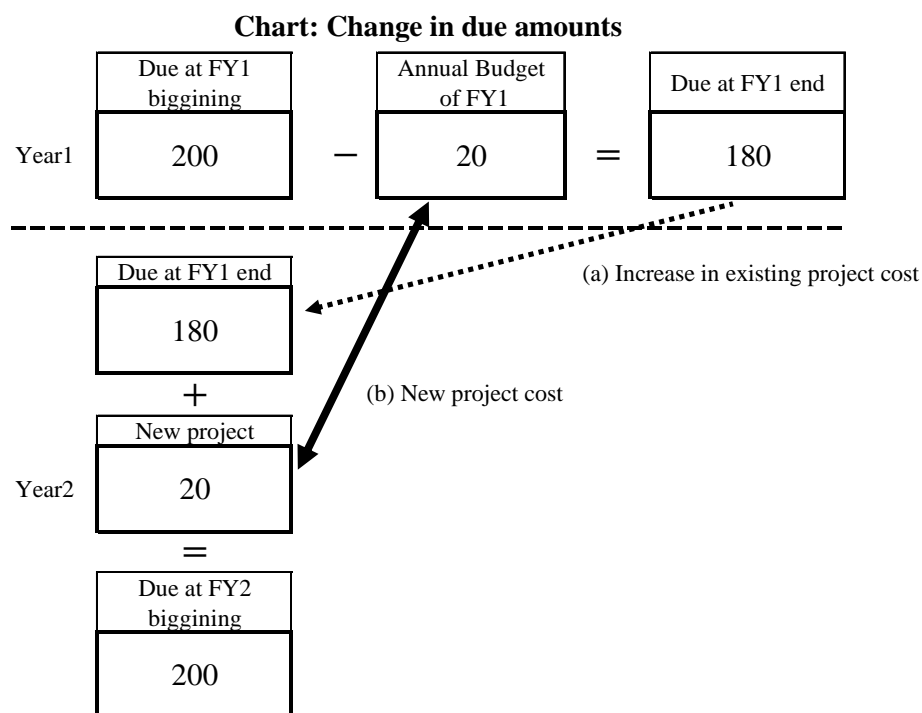 Chart: Change in due amounts
Due at FY1
biggining
Annual Budget
of FY1
Due at FY1 end
Year1
200
−
20
=
180
(a) Increase in existing project cost
Due at FY1 end
180
+
(b) New project cost
New project
Year2
20
=
Due at FY2
biggining
200